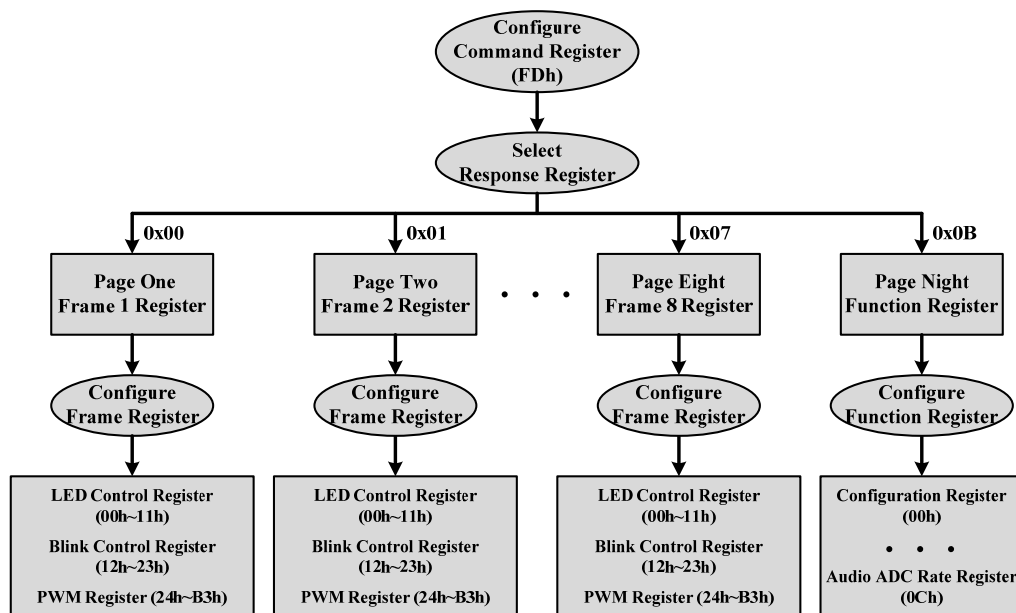 Configure
Command Register
(FDh)
Select
Response Register
0x00
0x01
0x07
0x0B
Page One
Frame 1 Register
Page Two
Frame 2 Register
. . .
Page Eight
Frame 8 Register
Page Night
Function Register
Configure
Frame Register
Configure
Frame Register
Configure
Frame Register
Configure
Function Register
LED Control Register
(00h~11h)
Blink Control Register
(12h~23h)
PWM Register (24h~B3h)
LED Control Register
(00h~11h)
Blink Control Register
(12h~23h)
PWM Register (24h~B3h)
LED Control Register
(00h~11h)
Blink Control Register
(12h~23h)
PWM Register (24h~B3h)
Configuration Register
(00h)
. . .
Audio ADC Rate Register
(0Ch)